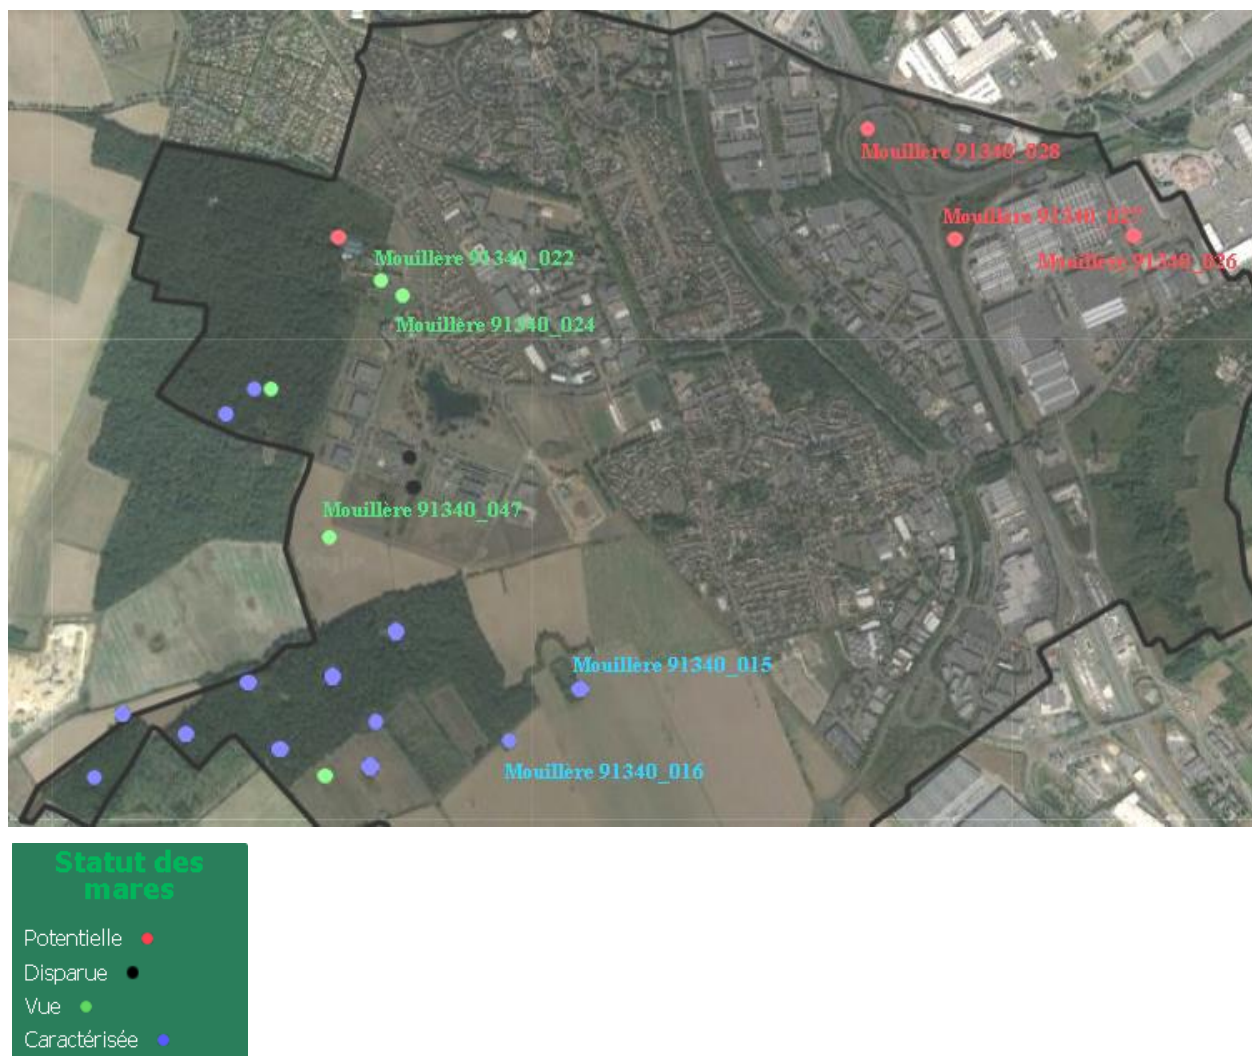 Mouillère 91340_028
Mouillère 91340_027
Mouillère 91340_022
Mouillère 91340_026
Mouillère 91340_024
Mouillère 91340_047
Mouillère 91340_015
Mouillère 91340_016
Statut des
mares
Potentielle
Disparue
Vue
Caractérisée